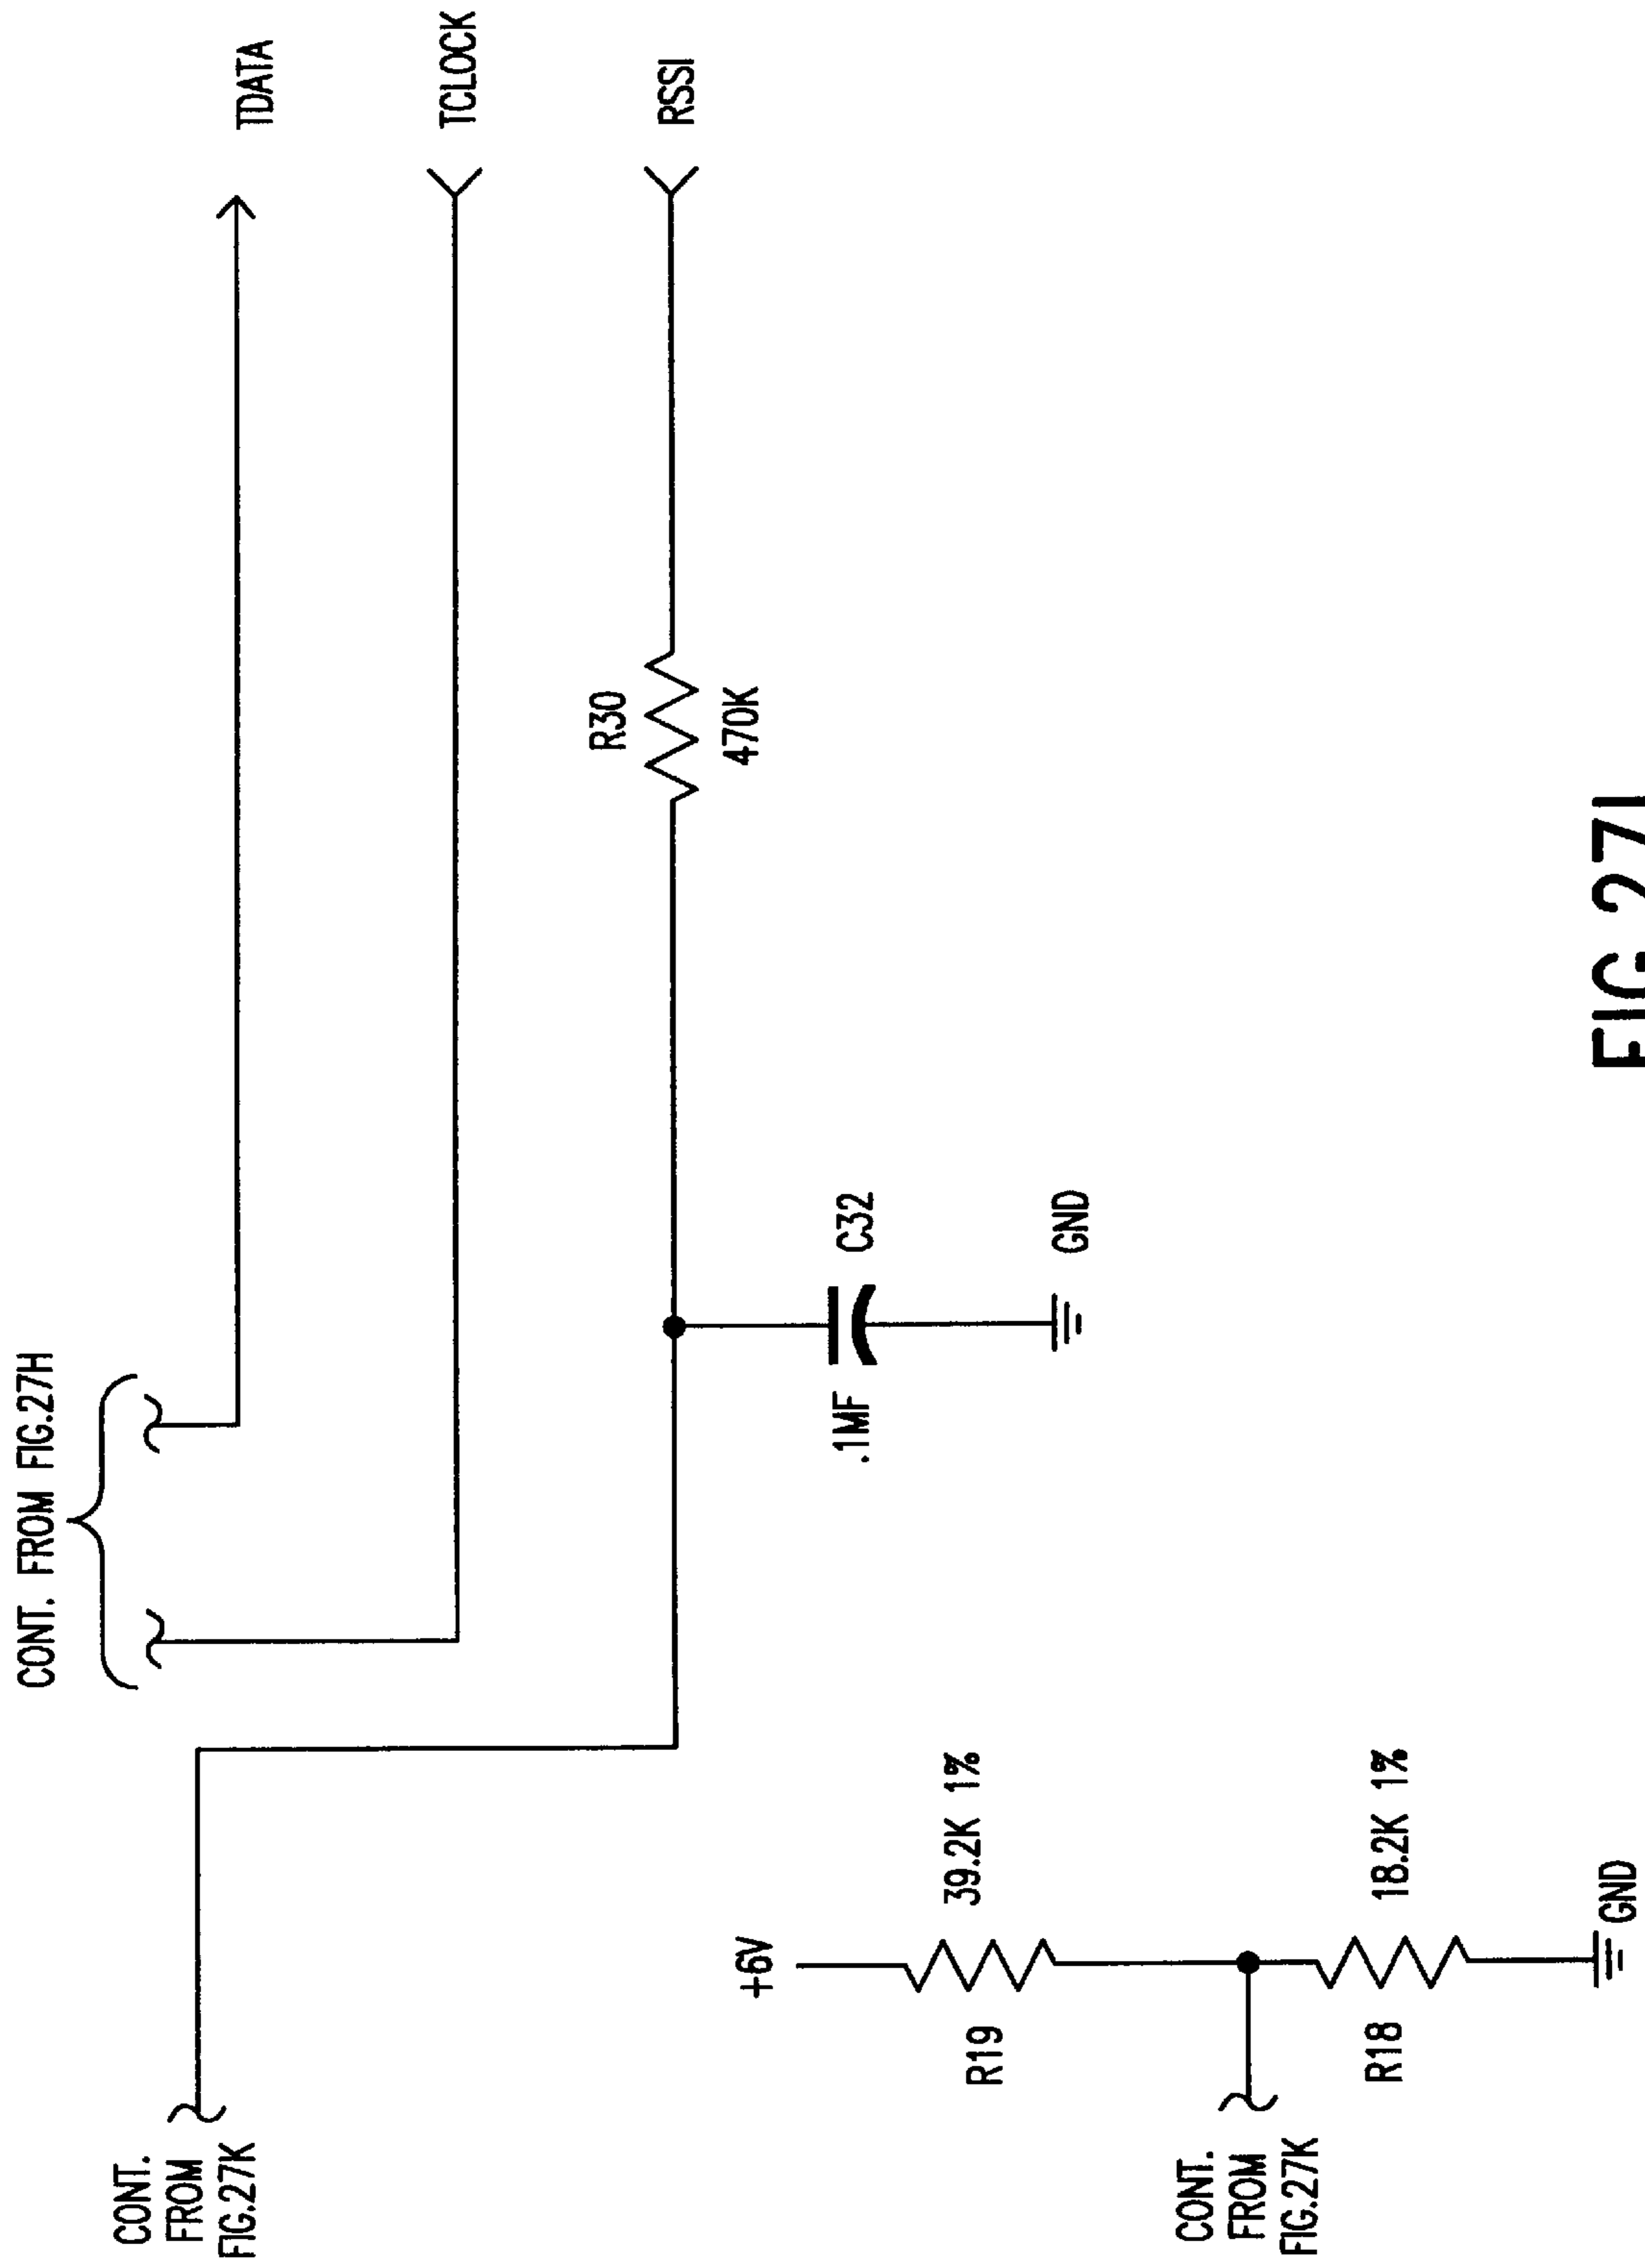 CONT. FROM FIG.27H
TDATA
TCLOCK
RSSI
R30
470K
CONT.
FROM
FIG.27K
.1MF
C32
GND
+6V
R19
39.2K 1%
CONT.
FROM
FIG.27K
R18
18.2K 1%
GND
FIG